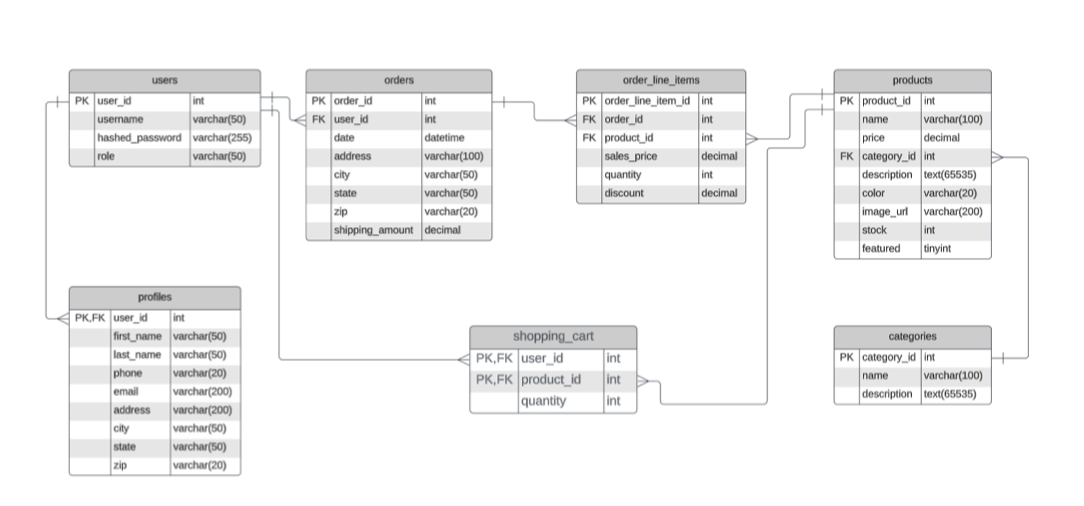 users
PK user_id int
username varchar(50)
hashed_password varchar(255)
role varchar(50)
orders
PK order_id int
FK user_id int
date datetime
address varchar(100)
city varchar(50)
state varchar(50)
zip varchar(20)
shipping_amount decimal
order_line_items
PK order_line_item_id int
FK order_id int
FK product_id int
sales_price decimal
quantity int
discount decimal
products
PK product_id int
name varchar(100)
price decimal
FK category_id int
description text(65535)
color varchar(20)
image_url varchar(200)
stock int
featured tinyint
profiles
PK,FK user_id int
first_name varchar(50)
last_name varchar(50)
phone varchar(20)
email varchar(200)
address varchar(200)
city varchar(50)
state varchar(50)
zip varchar(20)
shopping_cart
PK,FK user_id int
PK,FK product_id int
quantity int
categories
PK category_id int
name varchar(100)
description text(65535)